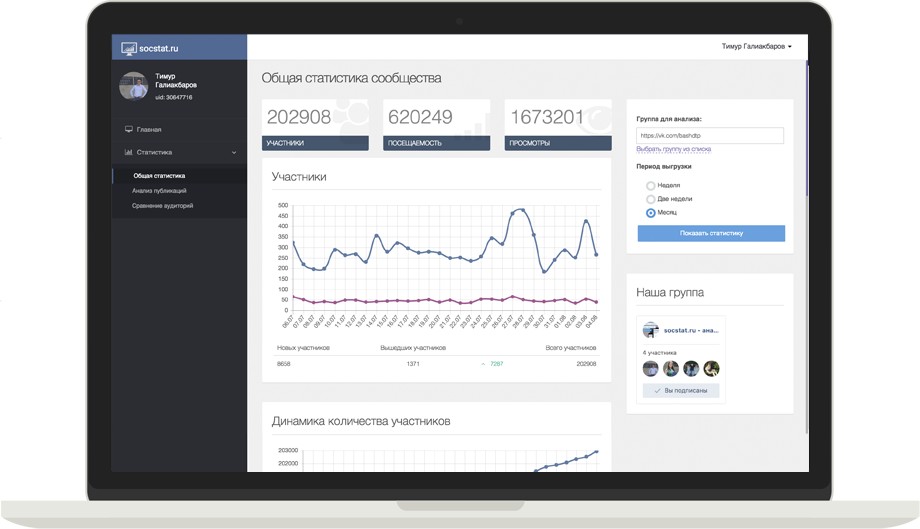 socstat.ru
Тимур Галиакбаров
Тимур
Галиакбаров
uid: 30647716
Главная
Статистика
Общая статистика
Анализ публикаций
Сравнение аудиторий
Общая статистика сообщества
202908
УЧАСТНИКИ
620249
ПОСЕЩАЕМОСТЬ
1673201
ПРОСМОТРЫ
Группа для анализа:
https://vk.com/bashdtp
Выбрать группу из списка
Период выгрузки
Неделя
Две недели
Месяц
Показать статистику
Участники
500
450
400
350
300
250
200
150
100
50
0
06.07 07.07 08.07 09.07 10.07 11.07 12.07 13.07 14.07 15.07 16.07 17.07 18.07 19.07 20.07 21.07 22.07 23.07 24.07 25.07 26.07 27.07 28.07 29.07 30.07 31.07 01.08 02.08 03.08 04.08
Новых участников Вышедших участников Всего участников
8658 1371 7287 202908
Наша группа
socstat.ru - ана...
4 участника
Вы подписаны
Динамика количества участников
203000
202000